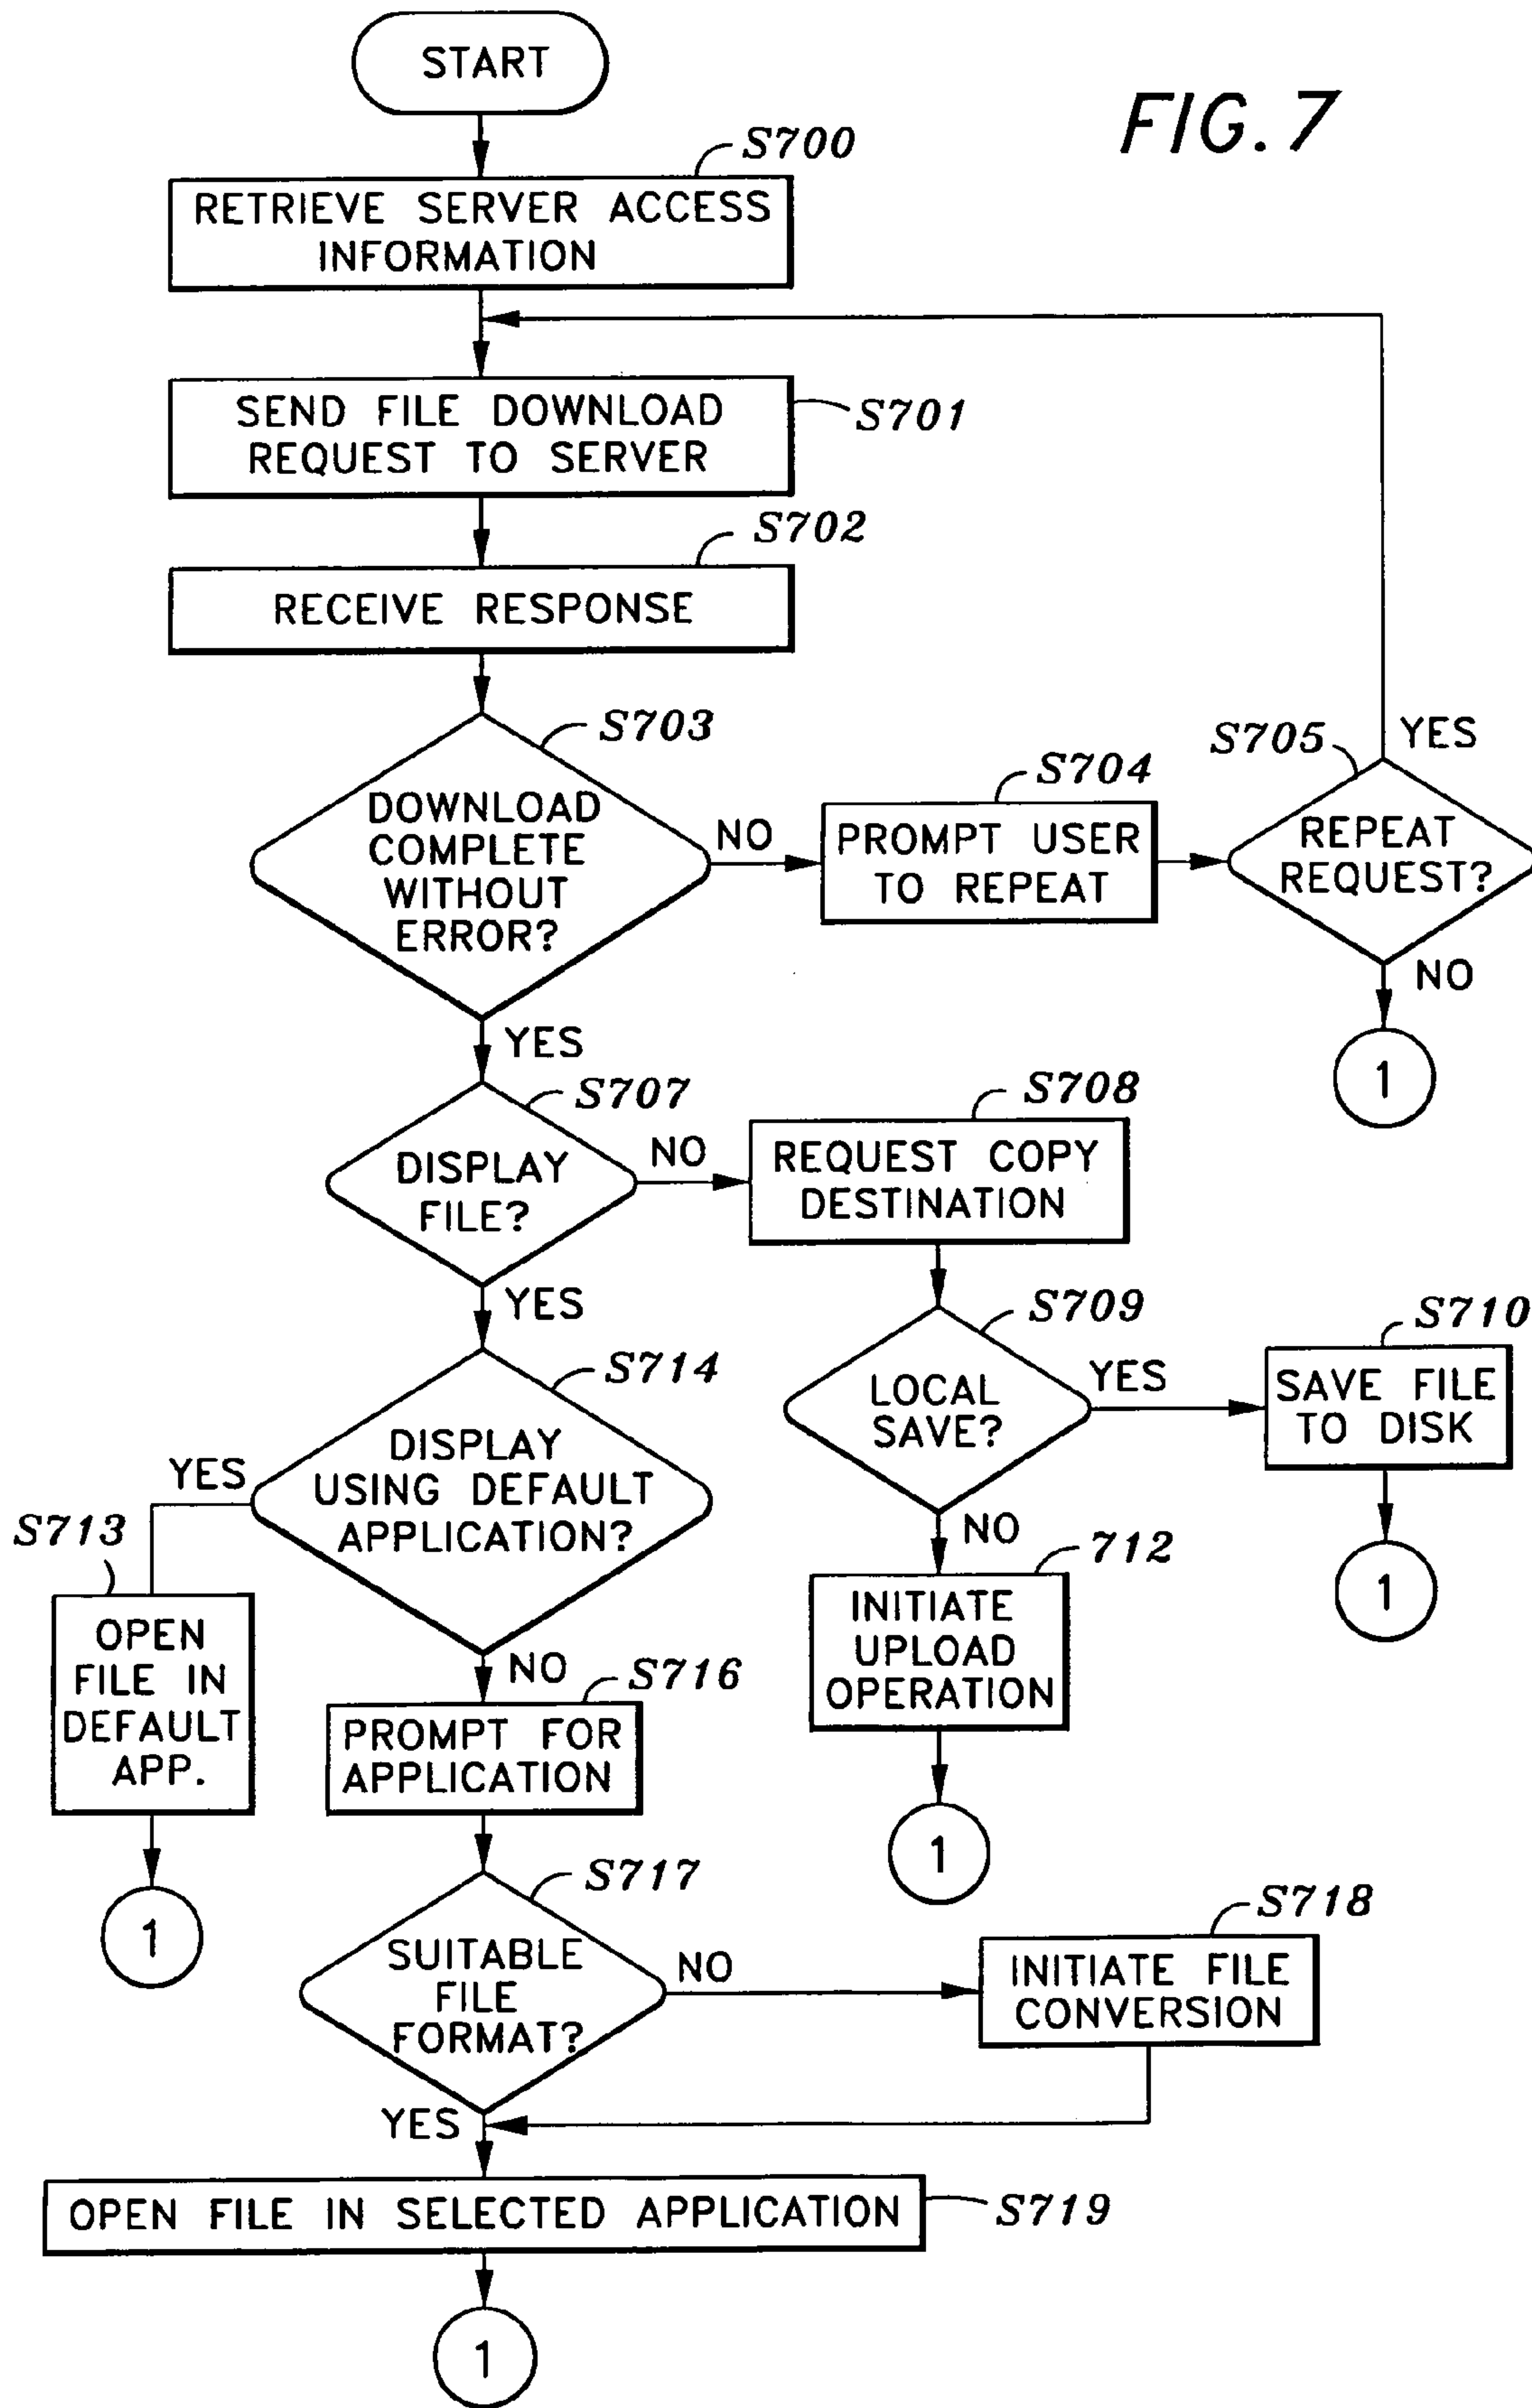 START
FIG. 7
S700
RETRIEVE SERVER ACCESS
INFORMATION
SEND FILE DOWNLOAD
REQUEST TO SERVER
S701
S702
RECEIVE RESPONSE
S703
DOWNLOAD
COMPLETE
WITHOUT
ERROR?
NO
S704
PROMPT USER
TO REPEAT
S705
YES
REPEAT
REQUEST?
NO
1
YES
S707
DISPLAY
FILE?
NO
S708
REQUEST COPY
DESTINATION
YES
S709
LOCAL
SAVE?
YES
S710
SAVE FILE
TO DISK
1
NO
712
INITIATE
UPLOAD
OPERATION
1
S714
DISPLAY
USING DEFAULT
APPLICATION?
YES
S713
OPEN
FILE IN
DEFAULT
APP.
1
NO
S716
PROMPT FOR
APPLICATION
S717
SUITABLE
FILE
FORMAT?
NO
S718
INITIATE FILE
CONVERSION
YES
OPEN FILE IN SELECTED APPLICATION
S719
1